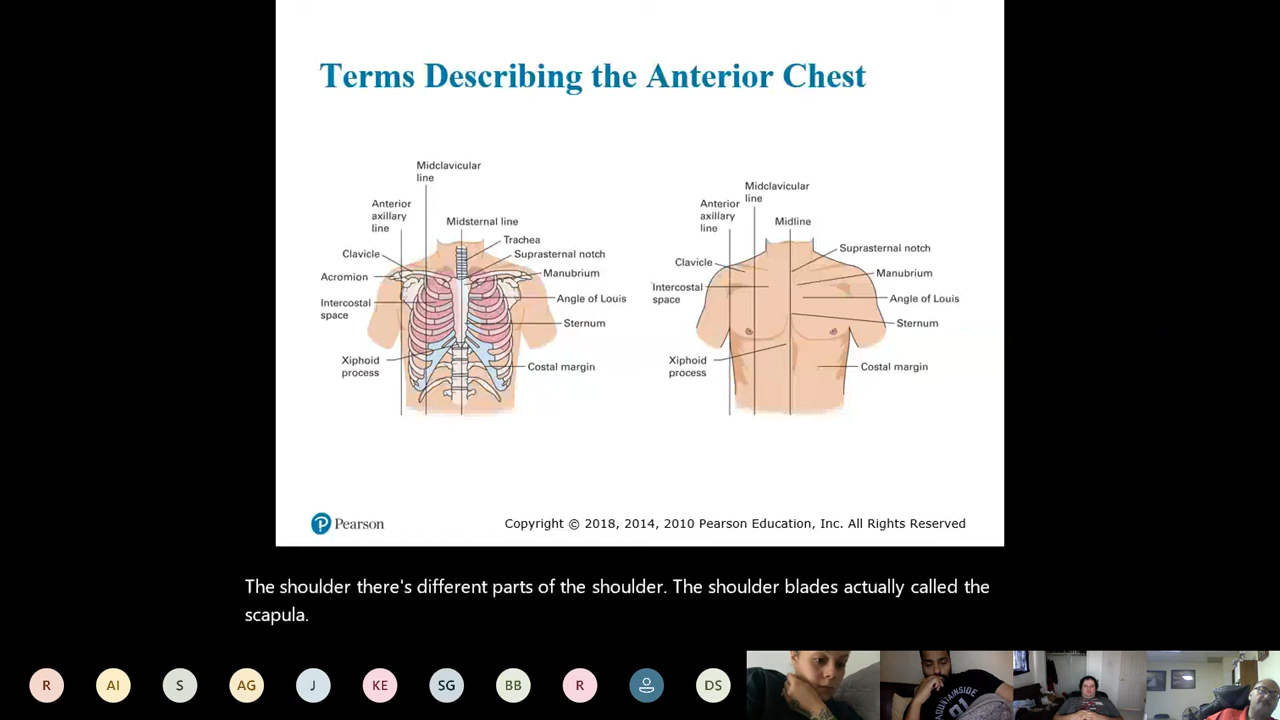 Terms Describing the Anterior Chest
Midclavicular
line
Anterior
axillary
line
Midsternal line
Trachea
Clavicle
Suprasternal notch
Acromion
Manubrium
Intercostal
space
Angle of Louis
Sternum
Xiphoid
process
Costal margin
Midclavicular
line
Anterior
axillary
line
Midline
Suprasternal notch
Clavicle
Manubrium
Intercostal
space
Angle of Louis
Sternum
Xiphoid
process
Costal margin
Pearson
Copyright © 2018, 2014, 2010 Pearson Education, Inc. All Rights Reserved
The shoulder there's different parts of the shoulder. The shoulder blades actually called the
scapula.
R AI S AG J KE SG BB R DS